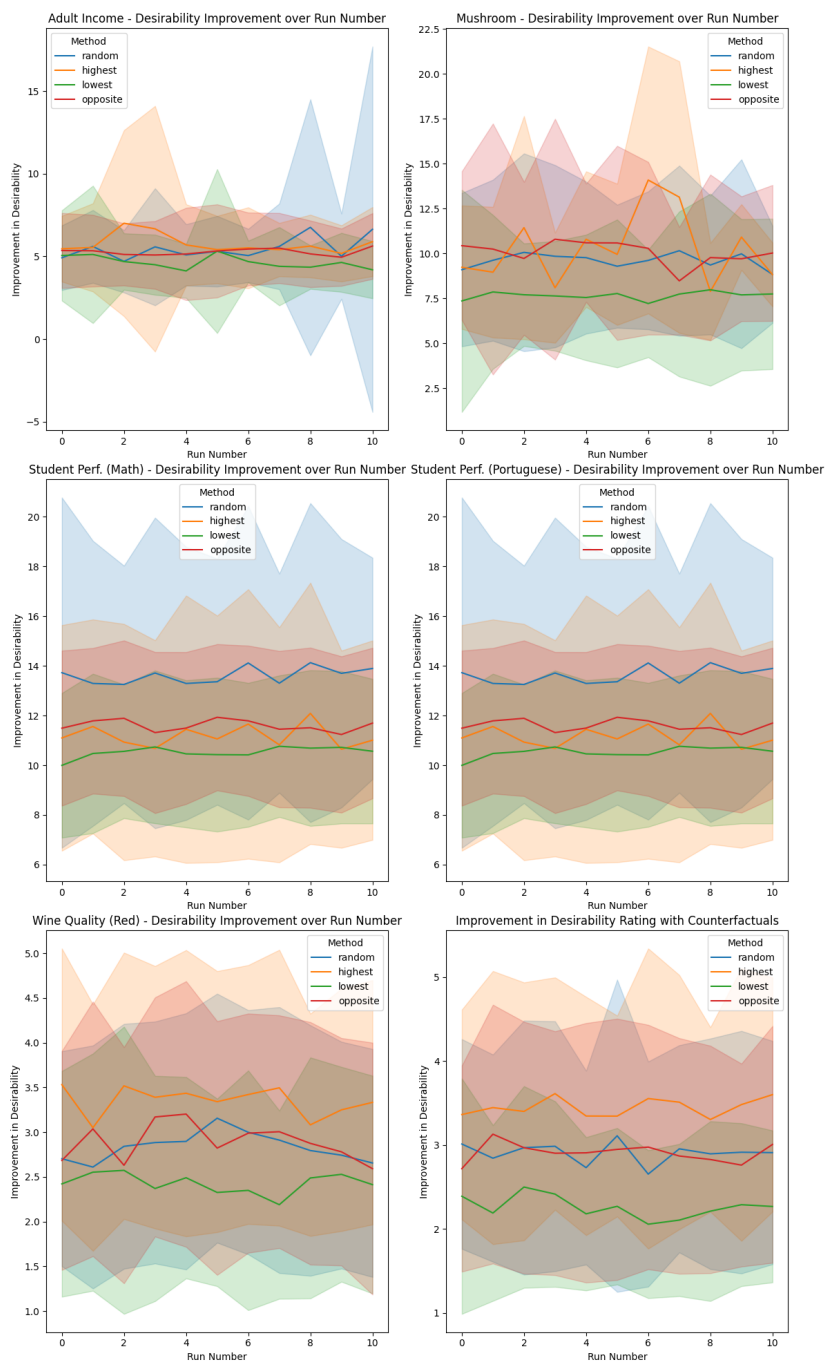 Adult Income - Desirability Improvement over Run Number
Method
random
highest
lowest
opposite
Improvement in Desirability
15
10
5
0
−5
0 2 4 6 8 10
Run Number
Mushroom - Desirability Improvement over Run Number
Method
random
highest
lowest
opposite
Improvement in Desirability
22.5
20.0
17.5
15.0
12.5
10.0
7.5
5.0
2.5
0 2 4 6 8 10
Run Number
Student Perf. (Math) - Desirability Improvement over Run Number
Method
random
highest
lowest
opposite
Improvement in Desirability
20
18
16
14
12
10
8
6
0 2 4 6 8 10
Run Number
Student Perf. (Portuguese) - Desirability Improvement over Run Number
Method
random
highest
lowest
opposite
Improvement in Desirability
20
18
16
14
12
10
8
6
0 2 4 6 8 10
Run Number
Wine Quality (Red) - Desirability Improvement over Run Number
Method
random
highest
lowest
opposite
Improvement in Desirability
5.0
4.5
4.0
3.5
3.0
2.5
2.0
1.5
1.0
0 2 4 6 8 10
Run Number
Improvement in Desirability Rating with Counterfactuals
Method
random
highest
lowest
opposite
Improvement in Desirability
5
4
3
2
1
0 2 4 6 8 10
Run Number